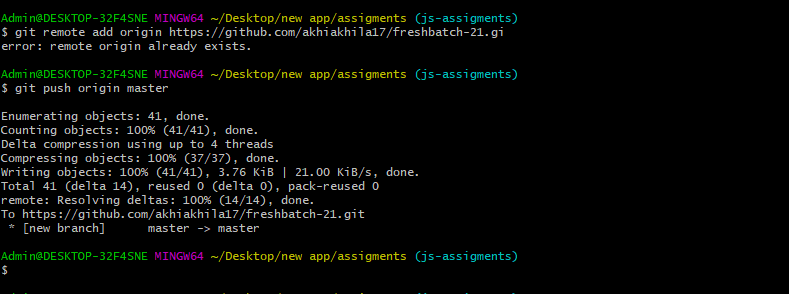 Admin@DESKTOP-32F4SNE MINGW64 ~/Desktop/new app/assigments (js-assigments)
$ git remote add origin https://github.com/akhiakhila17/freshbatch-21.gi
error: remote origin already exists.
Admin@DESKTOP-32F4SNE MINGW64 ~/Desktop/new app/assigments (js-assigments)
$ git push origin master
Enumerating objects: 41, done.
Counting objects: 100% (41/41), done.
Delta compression using up to 4 threads
Compressing objects: 100% (37/37), done.
Writing objects: 100% (41/41), 3.76 KiB | 21.00 KiB/s, done.
Total 41 (delta 14), reused 0 (delta 0), pack-reused 0
remote: Resolving deltas: 100% (14/14), done.
To https://github.com/akhiakhila17/freshbatch-21.git
 * [new branch]      master -> master
Admin@DESKTOP-32F4SNE MINGW64 ~/Desktop/new app/assigments (js-assigments)
$